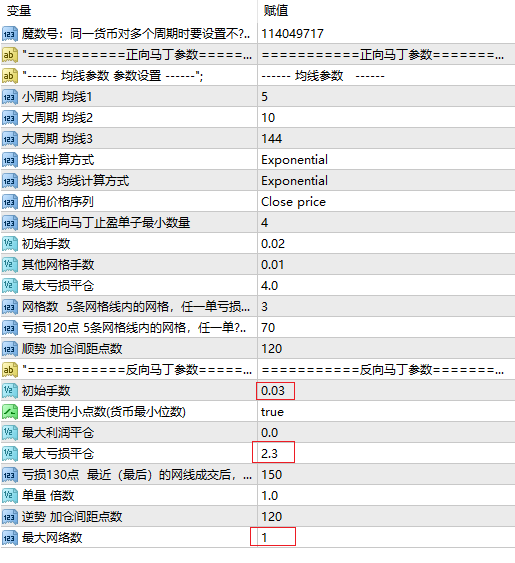 变量 赋值
魔数号：同一货币对多个周期时要设置不?.. 114049717
"===========正向马丁参数=====... ===========正向马丁参数=======...
"------ 均线参数 参数设置 ------"; ------ 均线参数 ------
小周期 均线1 5
大周期 均线2 10
大周期 均线3 144
均线计算方式 Exponential
均线3 均线计算方式 Exponential
应用价格序列 Close price
均线正向马丁止盈单子最小数量 4
初始手数 0.02
其他网格手数 0.01
最大亏损平仓 4.0
网格数 5条网格线内的网格，任一单亏损... 3
亏损120点 5条网格线内的网格，任一单?.. 70
顺势 加仓间距点数 120
"===========反向马丁参数=====... ===========反向马丁参数=======...
初始手数 0.03
是否使用小点数(货币最小位数) true
最大利润平仓 0.0
最大亏损平仓 2.3
亏损130点 最近（最后）的网线成交后，... 150
单量 倍数 1.0
逆势 加仓间距点数 120
最大网络数 1